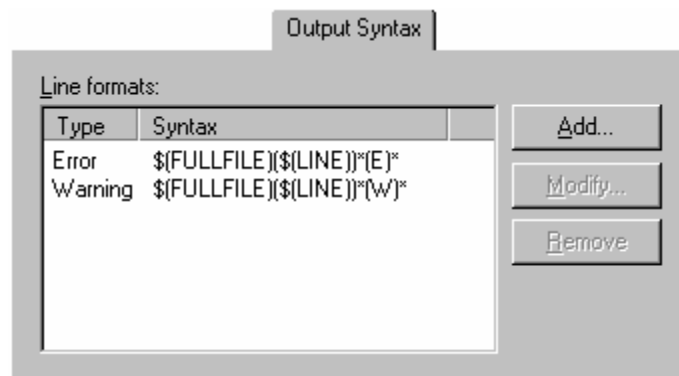 Output Syntax
Line formats:
Type Syntax
Add...
Error $(FULLFILE)($(LINE))*(E)*
Warning $(FULLFILE)($(LINE))*(W)*
Modify...
Remove